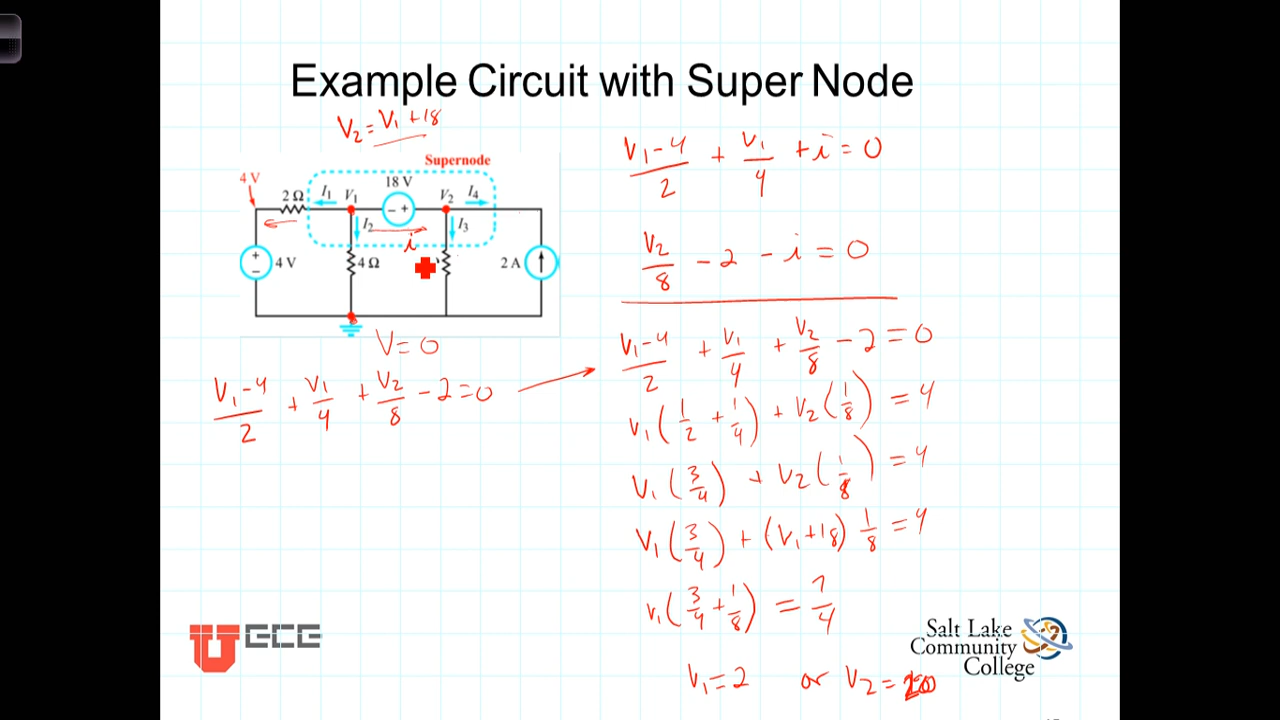 Example Circuit with Super Node
V₂ = V₁ + 18
Supernode
4 V
2 Ω
I₁
V₁
18 V
V₂
I₄
− +
I₂
I₃
i
+
−
4 V
4 Ω
2 A
V = 0
(V₁ − 4)/2 + V₁/4 + V₂/8 − 2 = 0
(V₁ − 4)/2 + V₁/4 + i = 0
V₂/8 − 2 − i = 0
(V₁ − 4)/2 + V₁/4 + V₂/8 − 2 = 0
V₁(1/2 + 1/4) + V₂(1/8) = 4
V₁(3/4) + V₂(1/8) = 4
V₁(3/4) + (V₁ + 18) 1/8 = 4
V₁(3/4 + 1/8) = 7/4
V₁ = 2 or V₂ = 20
U ECE
Salt Lake
Community
College